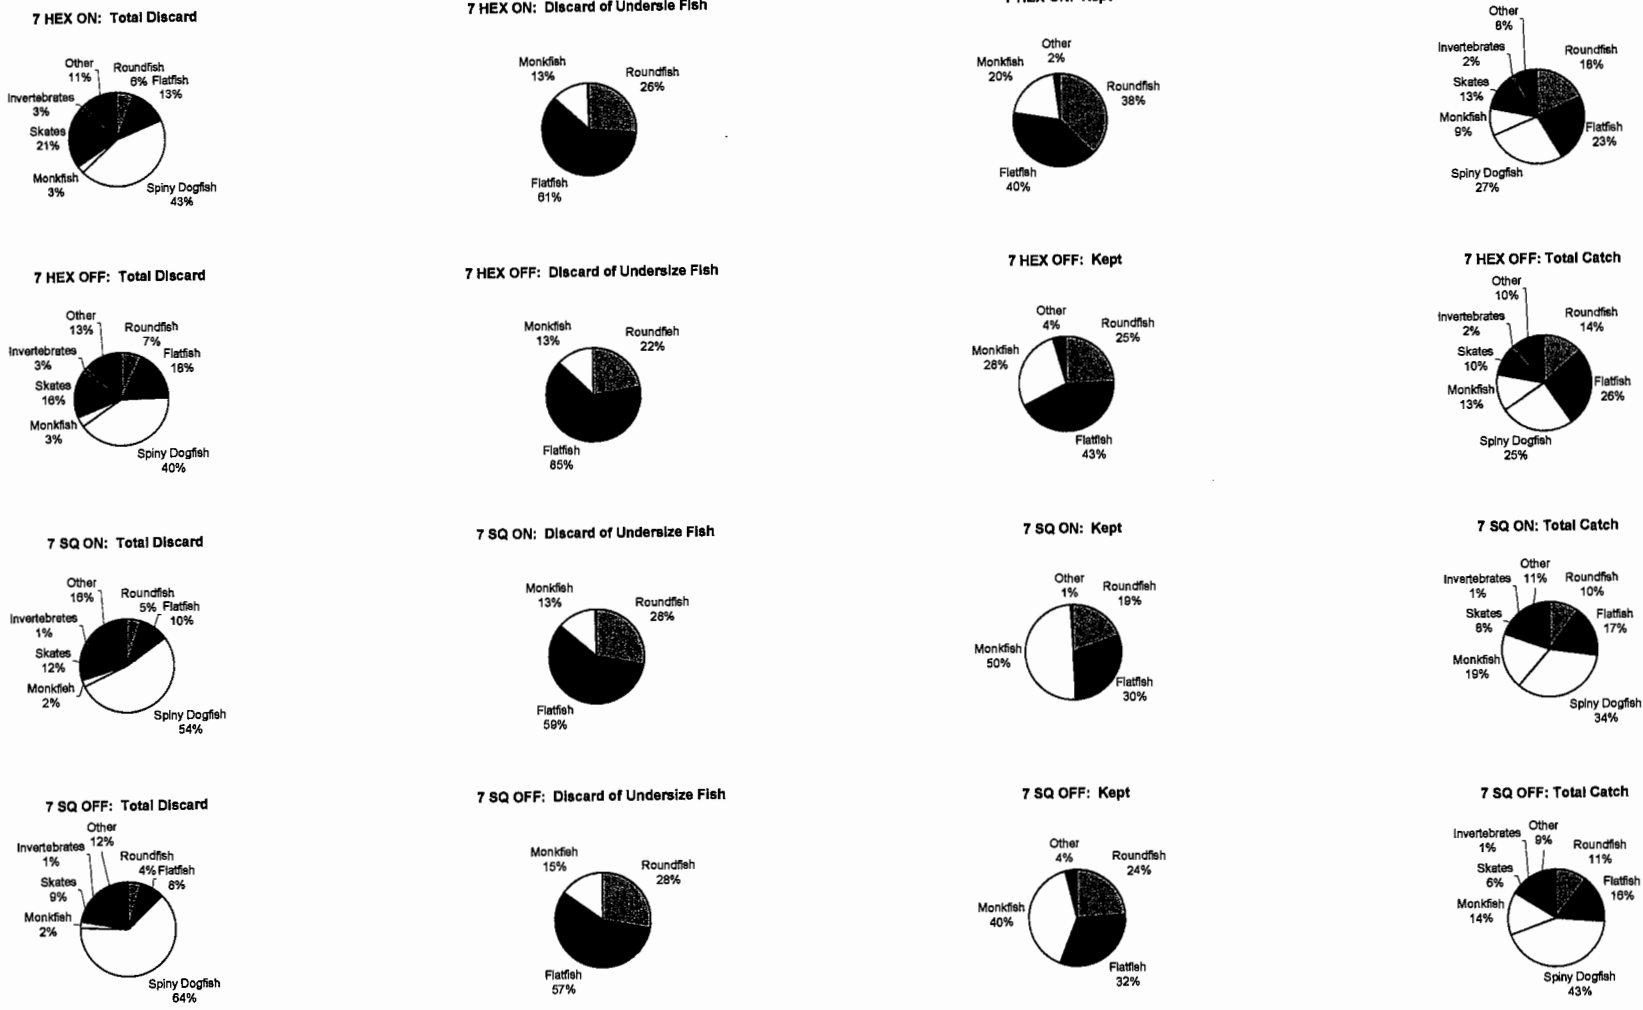 7 HEX ON: Total Discard
Other
11%
Roundfish
6%
Flatfish
13%
Invertebrates
3%
Skates
21%
Monkfish
3%
Spiny Dogfish
43%
7 HEX ON: Discard of Undersie Fish
Monkfish
13%
Roundfish
26%
Flatfish
61%
Other
2%
Monkfish
20%
Roundfish
38%
Flatfish
40%
Other
8%
Invertebrates
2%
Roundfish
18%
Skates
13%
Monkfish
9%
Flatfish
23%
Spiny Dogfish
27%
7 HEX OFF: Total Discard
Other
13%
Roundfish
7%
Invertebrates
3%
Flatfish
18%
Skates
16%
Monkfish
3%
Spiny Dogfish
40%
7 HEX OFF: Discard of Undersize Fish
Monkfish
13%
Roundfish
22%
Flatfish
65%
7 HEX OFF: Kept
Other
4%
Roundfish
25%
Monkfish
28%
Flatfish
43%
7 HEX OFF: Total Catch
Other
10%
Invertebrates
2%
Roundfish
14%
Skates
10%
Monkfish
13%
Flatfish
26%
Spiny Dogfish
25%
7 SQ ON: Total Discard
Other
16%
Roundfish
5%
Flatfish
10%
Invertebrates
1%
Skates
12%
Monkfish
2%
Spiny Dogfish
54%
7 SQ ON: Discard of Undersize Fish
Monkfish
13%
Roundfish
28%
Flatfish
59%
7 SQ ON: Kept
Other
1%
Roundfish
19%
Monkfish
50%
Flatfish
30%
7 SQ ON: Total Catch
Other
11%
Invertebrates
1%
Roundfish
10%
Skates
8%
Flatfish
17%
Monkfish
19%
Spiny Dogfish
34%
7 SQ OFF: Total Discard
Other
12%
Invertebrates
1%
Roundfish
4%
Flatfish
8%
Skates
9%
Monkfish
2%
Spiny Dogfish
64%
7 SQ OFF: Discard of Undersize Fish
Monkfish
15%
Roundfish
28%
Flatfish
57%
7 SQ OFF: Kept
Other
4%
Roundfish
24%
Monkfish
40%
Flatfish
32%
7 SQ OFF: Total Catch
Other
9%
Invertebrates
1%
Roundfish
11%
Skates
6%
Flatfish
16%
Monkfish
14%
Spiny Dogfish
43%